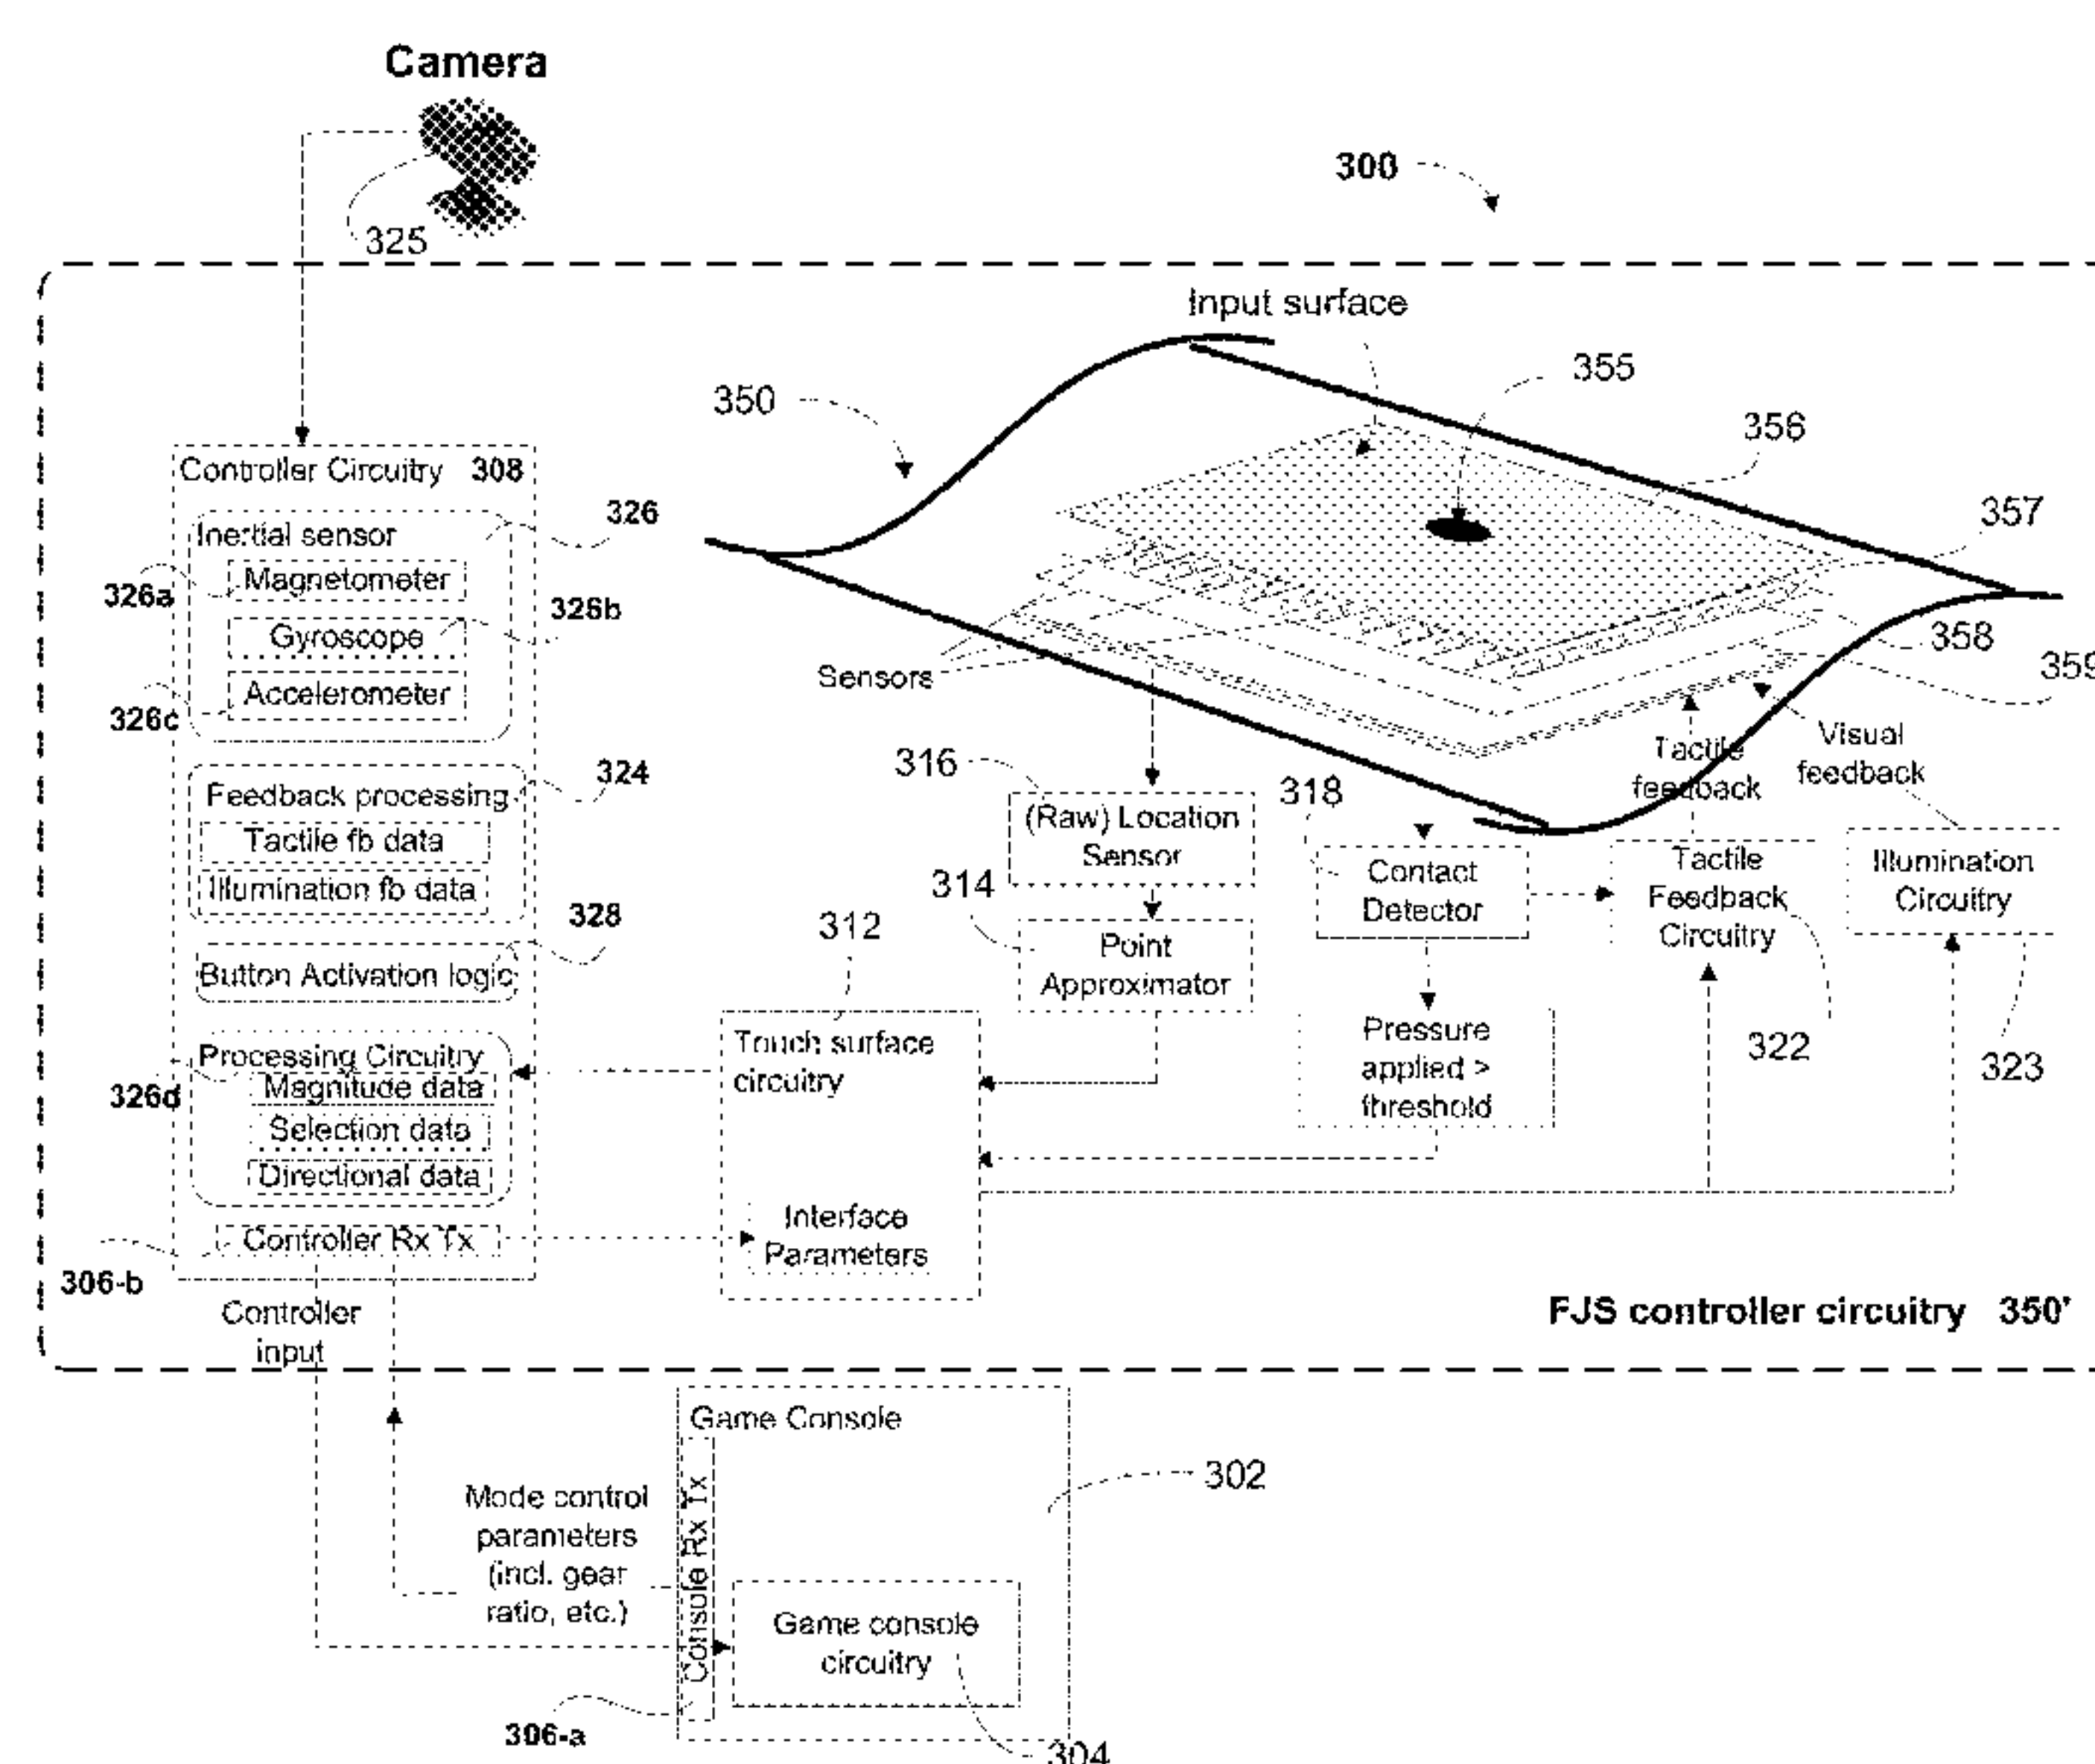 Camera
325
300
Input surface
350
355
356
357
358
359
Controller Circuitry 308
Inertial sensor
326
Magnetometer
326a
Gyroscope
326b
Accelerometer
326c
Sensors
Feedback processing
324
Tactile fb data
Illumination fb data
Button Activation logic
328
Processing Circuitry
Magnitude data
326d
Selection data
Directional data
Controller Rx Tx
306-b
Controller
input
316
(Raw) Location
Sensor
314
Point
Approximator
312
Touch surface
circuitry
Interface
Parameters
318
Contact
Detector
Pressure
applied >
threshold
Tactile
feedback
Visual
feedback
Tactile
Feedback
Circuitry
322
Illumination
Circuitry
323
FJS controller circuitry 350'
Game Console
302
Mode control
parameters
(incl. gear
ratio, etc.)
Console Rx Tx
Game console
circuitry
306-a
304